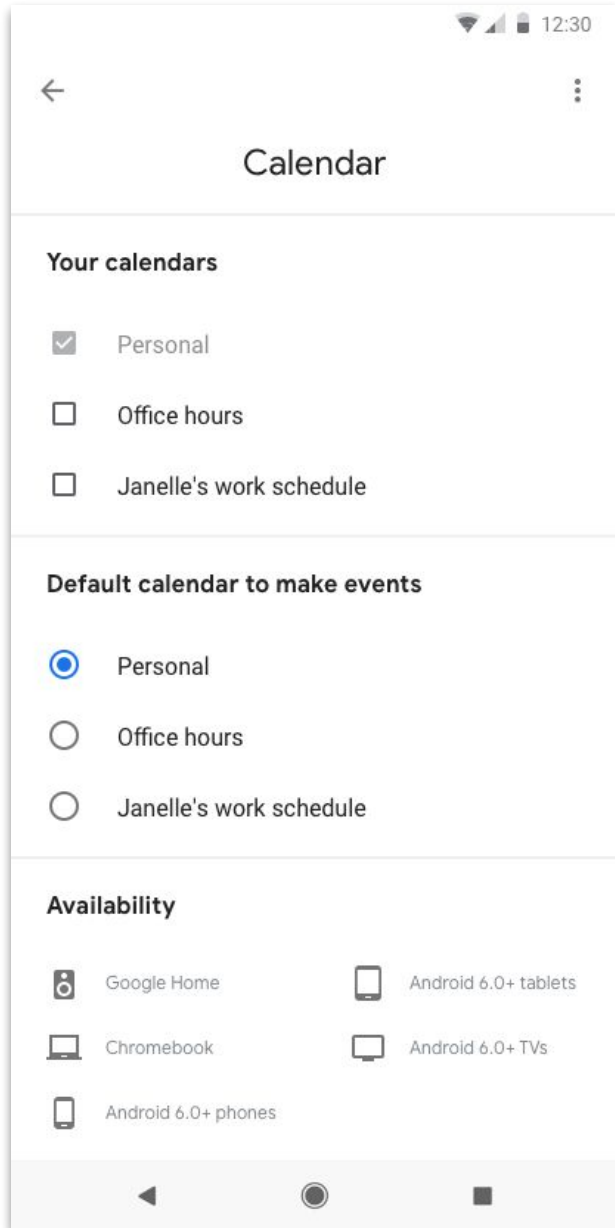 12:30
Calendar
Your calendars
Personal
Office hours
Janelle's work schedule
Default calendar to make events
Personal
Office hours
Janelle's work schedule
Availability
Google Home
Android 6.0+ tablets
Chromebook
Android 6.0+ TVs
Android 6.0+ phones